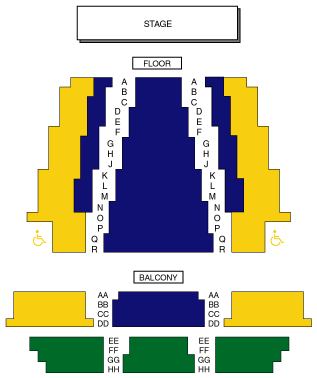 STAGE
FLOOR
A A
B B
C C
D D
E E
F F
G G
H H
J J
K K
L L
M M
N N
O O
P P
Q Q
R R
BALCONY
AA AA
BB BB
CC CC
DD DD
EE EE
FF FF
GG GG
HH HH